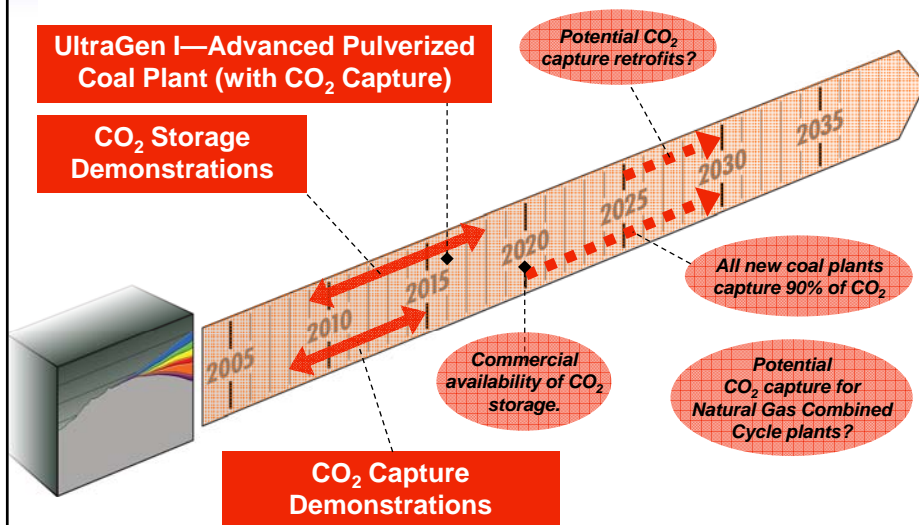 UltraGen I—Advanced Pulverized
Coal Plant (with CO₂ Capture)
Potential CO₂
capture retrofits?
CO₂ Storage
Demonstrations
2005
2010
2015
2020
2025
2030
2035
All new coal plants
capture 90% of CO₂
Commercial
availability of CO₂
storage.
Potential
CO₂ capture for
Natural Gas Combined
Cycle plants?
CO₂ Capture
Demonstrations